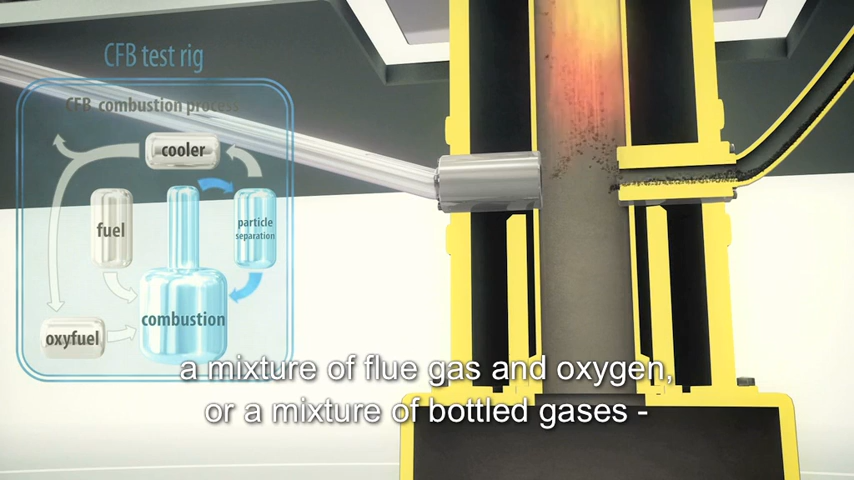 CFB test rig
CFB combustion process
cooler
fuel
particle
separation
combustion
oxyfuel
a mixture of flue gas and oxygen,
or a mixture of bottled gases -